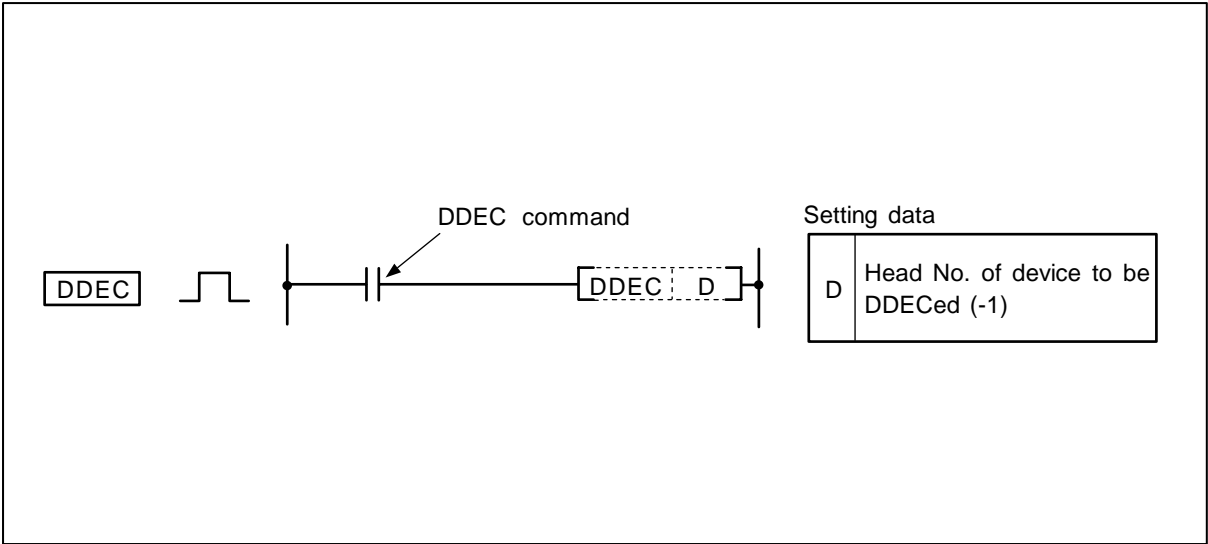 DDEC command
Setting data
DDEC
DDEC D
D
Head No. of device to be
DDECed (-1)